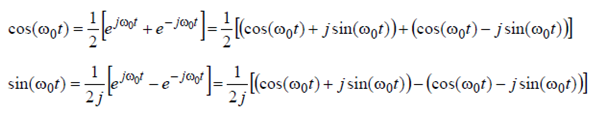 cos(ω₀t) = 1/2 [e^{jω₀t} + e^{−jω₀t}] = 1/2 [(cos(ω₀t) + j sin(ω₀t)) + (cos(ω₀t) − j sin(ω₀t))]
sin(ω₀t) = 1/2j [e^{jω₀t} − e^{−jω₀t}] = 1/2j [(cos(ω₀t) + j sin(ω₀t)) − (cos(ω₀t) − j sin(ω₀t))]